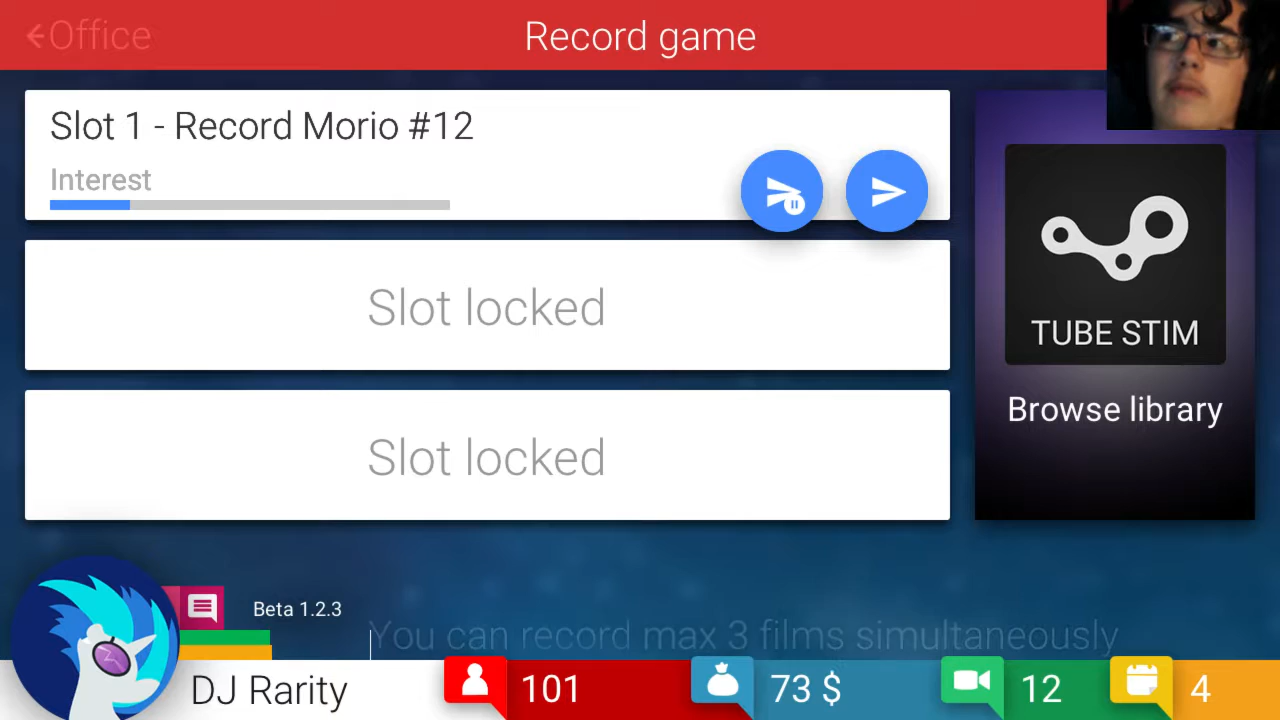 Office
Record game
Slot 1 - Record Morio #12
Interest
Slot locked
Slot locked
TUBE STIM
Browse library
Beta 1.2.3
You can record max 3 films simultaneously
DJ Rarity
101
73 $
12
4